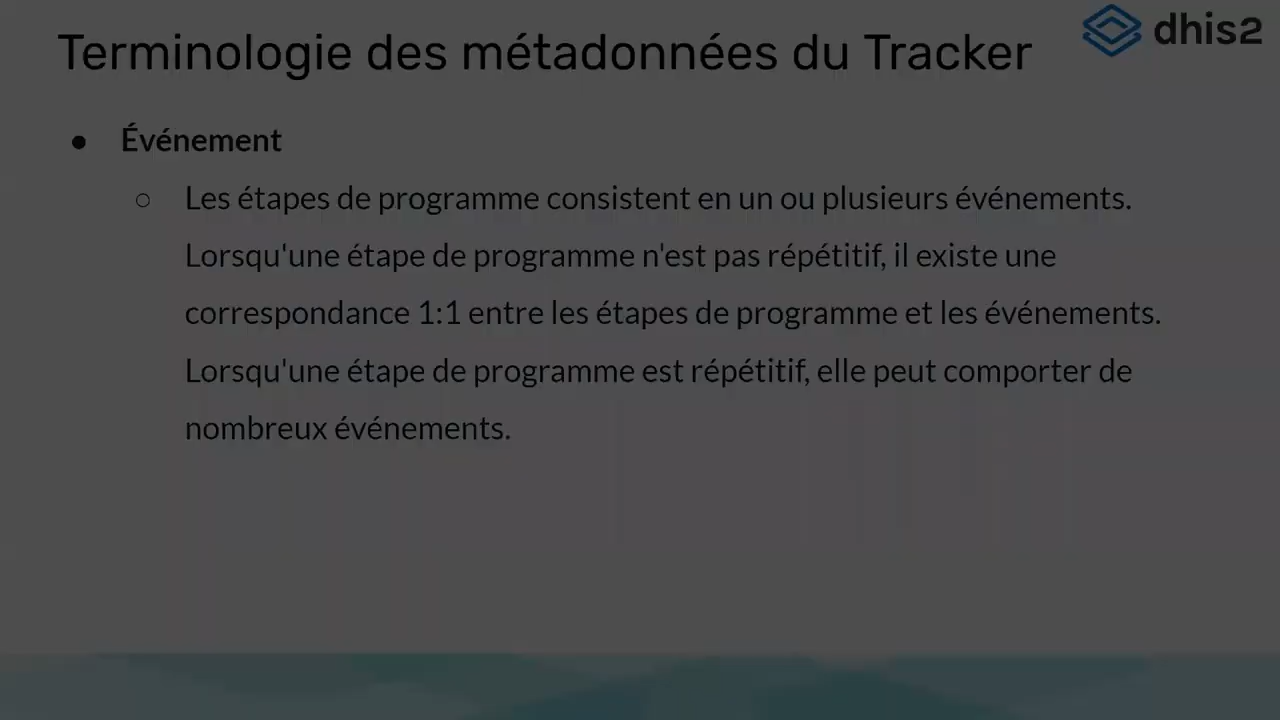 Terminologie des métadonnées du Tracker
dhis2
● Événement
○ Les étapes de programme consistent en un ou plusieurs événements.
Lorsqu'une étape de programme n'est pas répétitif, il existe une
correspondance 1:1 entre les étapes de programme et les événements.
Lorsqu'une étape de programme est répétitif, elle peut comporter de
nombreux événements.